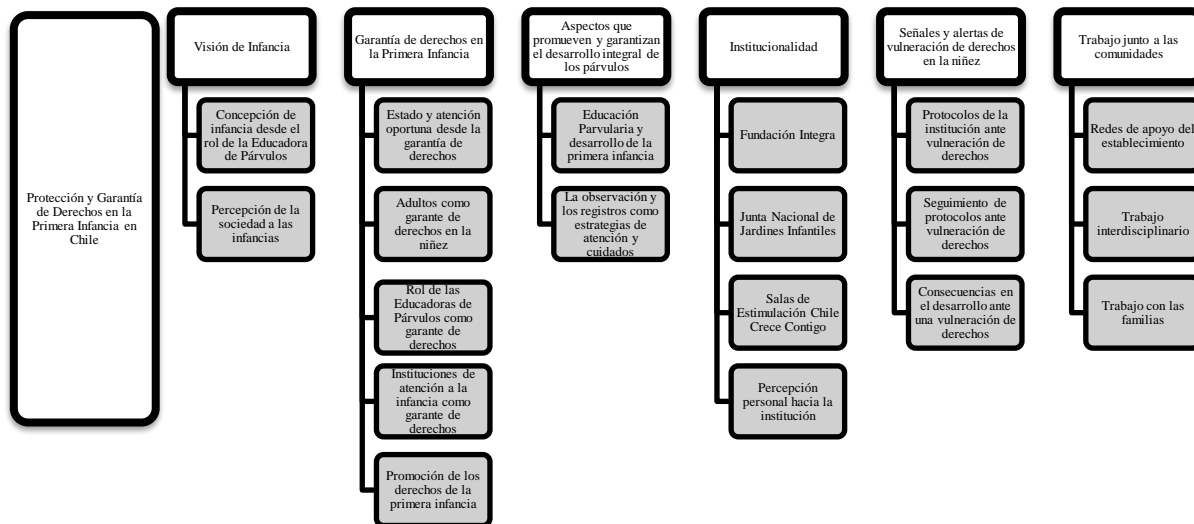 Protección y Garantía
de Derechos en la
Primera Infancia en
Chile
Visión de Infancia
Concepción de
infancia desde el
rol de la Educadora
de Párvulos
Percepción de la
sociedad a las
infancias
Garantía de derechos en
la Primera Infancia
Estado y atención
oportuna desde la
garantía de
derechos
Adultos como
garante de
derechos en la
niñez
Rol de las
Educadoras de
Párvulos como
garante de
derechos
Instituciones de
atención a la
infancia como
garante de
derechos
Promoción de los
derechos de la
primera infancia
Aspectos que
promueven y garantizan
el desarrollo integral de
los párvulos
Educación
Parvularia y
desarrollo de la
primera infancia
La observación y
los registros como
estrategias de
atención y
cuidados
Institucionalidad
Fundación Integra
Junta Nacional de
Jardines Infantiles
Salas de
Estimulación Chile
Crece Contigo
Percepción
personal hacia la
institución
Señales y alertas de
vulneración de derechos
en la niñez
Protocolos de la
institución ante
vulneración de
derechos
Seguimiento de
protocolos ante
vulneración de
derechos
Consecuencias en
el desarrollo ante
una vulneración de
derechos
Trabajo junto a las
comunidades
Redes de apoyo del
establecimiento
Trabajo
interdisciplinario
Trabajo con las
familias